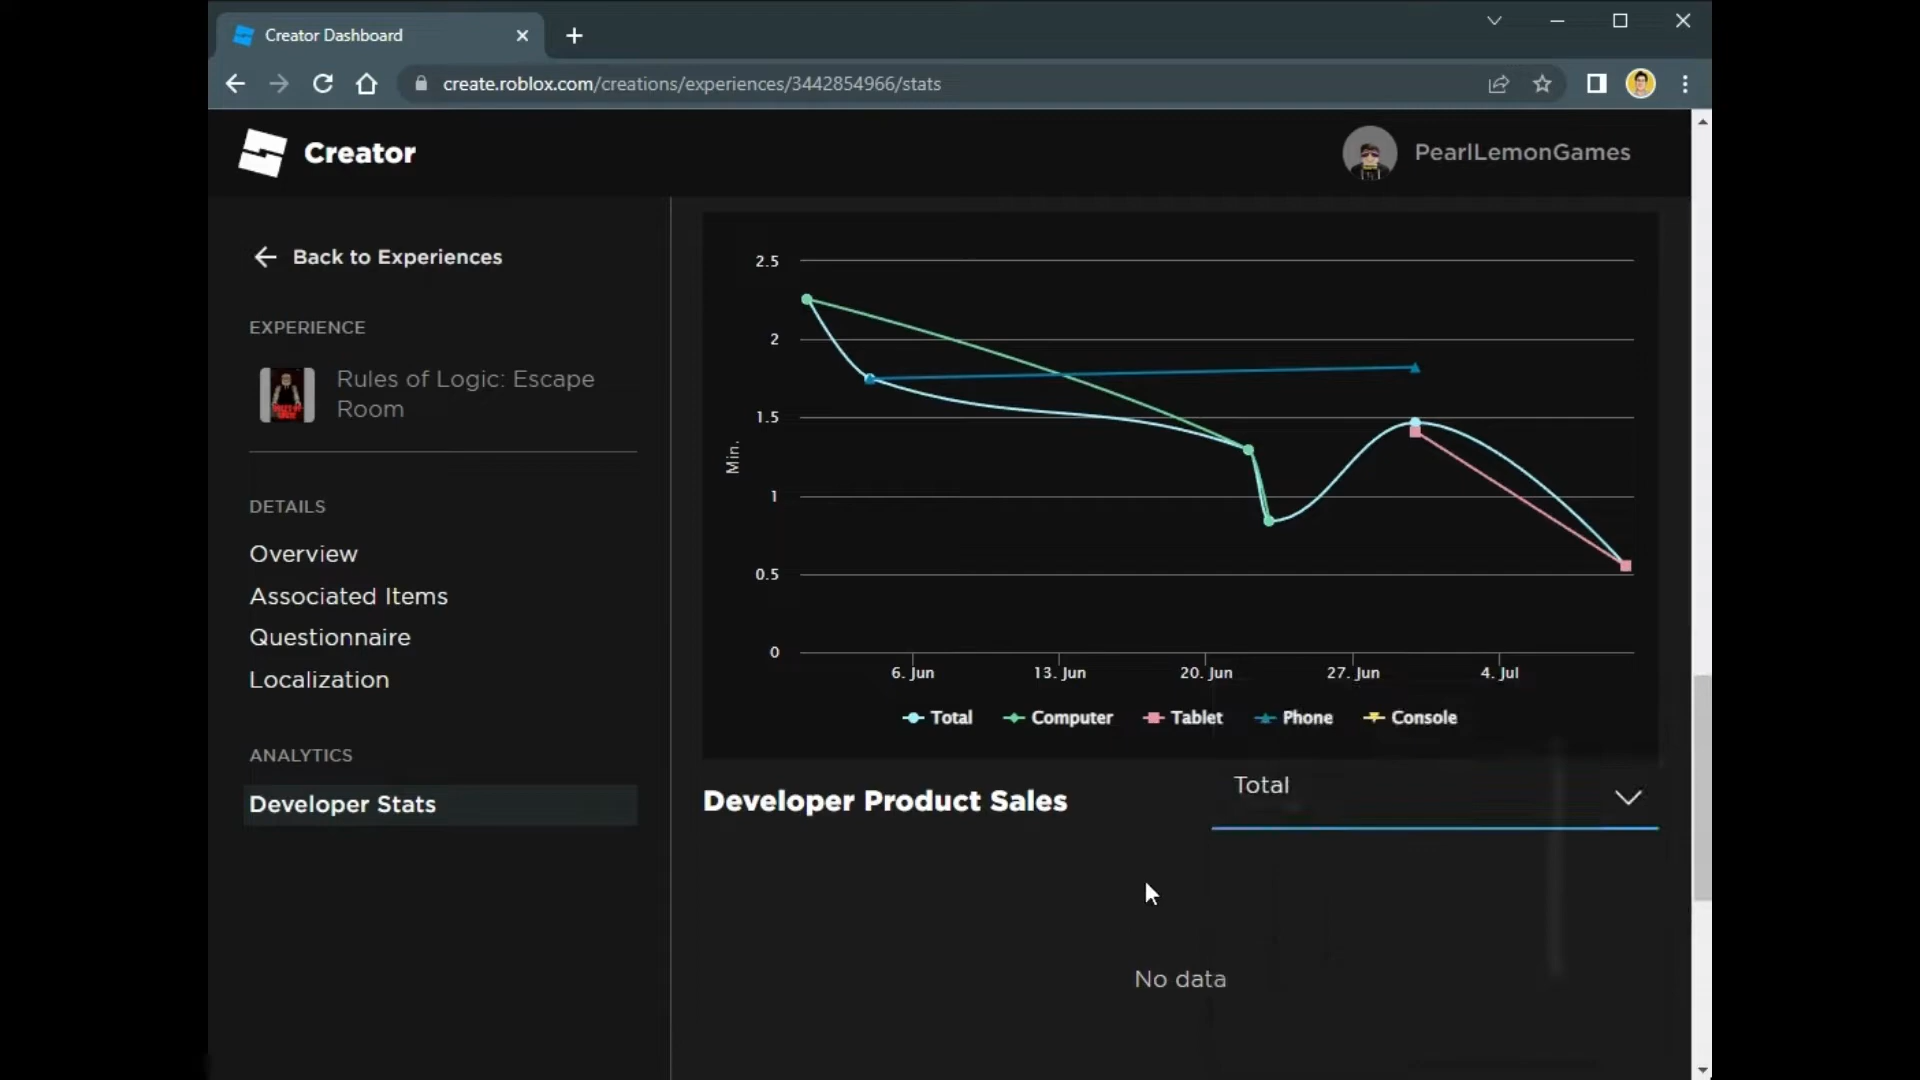 Creator Dashboard
create.roblox.com/creations/experiences/3442854966/stats
Creator
PearlLemonGames
Back to Experiences
EXPERIENCE
Rules of Logic: Escape
Room
DETAILS
Overview
Associated Items
Questionnaire
Localization
ANALYTICS
Developer Stats
2.5
2
1.5
1
0.5
0
Min.
6. Jun
13. Jun
20. Jun
27. Jun
4. Jul
Total
Computer
Tablet
Phone
Console
Developer Product Sales
Total
No data